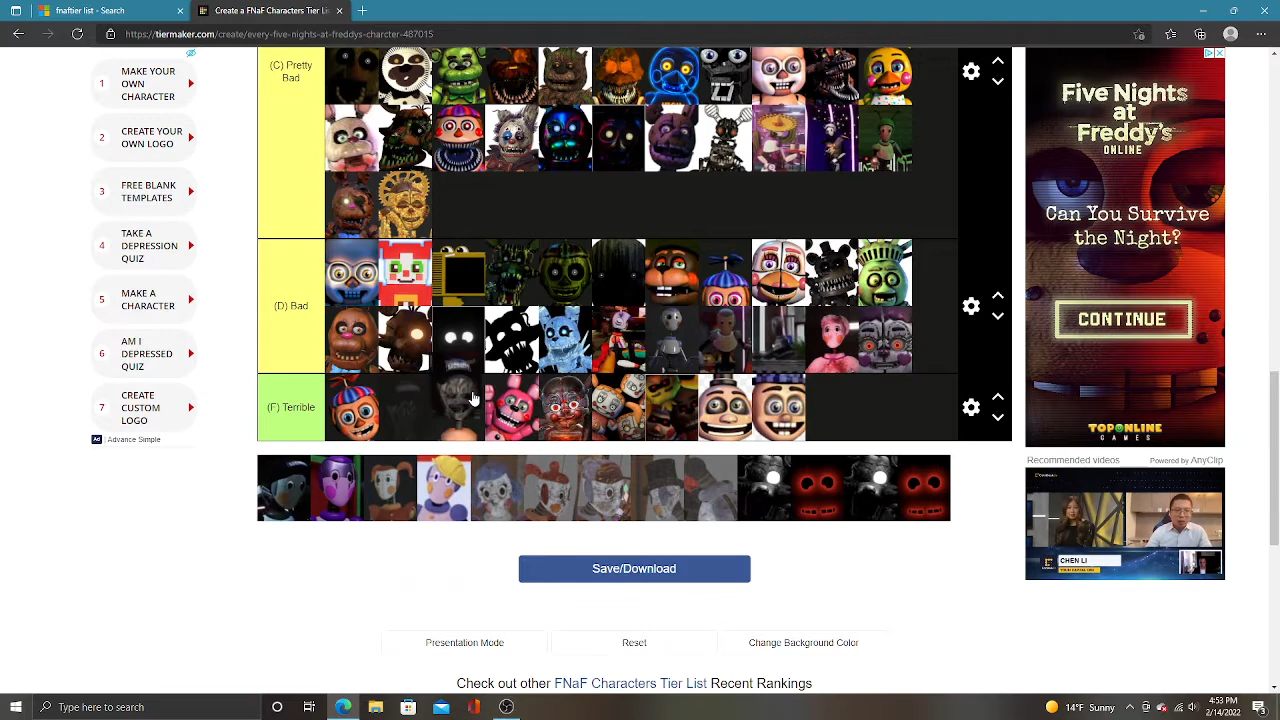 fnatler list - Search
Create a FNaF Characters Tier List
https://tiermaker.com/create/every-five-nights-at-freddys-charcter-487015
1 MAKE YOUR
OWN
CHARACTER
2 CREATE YOUR
OWN LOGO
3 FREE BLANK
TEMPLATES
4 TAKE A
DEPRESSION
QUIZ
5 MAKE A
CHARACTER
6 AM I
DEPRESSED
QUIZ
7 CREATE
CUSTOM
LOGO
Ad Advance Simple
(C) Pretty
Bad
(D) Bad
(F) Terrible
Save/Download
Presentation Mode
Reset
Change Background Color
Check out other FNaF Characters Tier List Recent Rankings
Five Nights
at
Freddy's
ONLINE
Can You Survive
the Night?
CONTINUE
TOPONLINE
GAMES
Recommended videos
Powered by AnyClip
CHEN LI
Type here to search
14°F Sunny
4:53 PM
2/14/2022